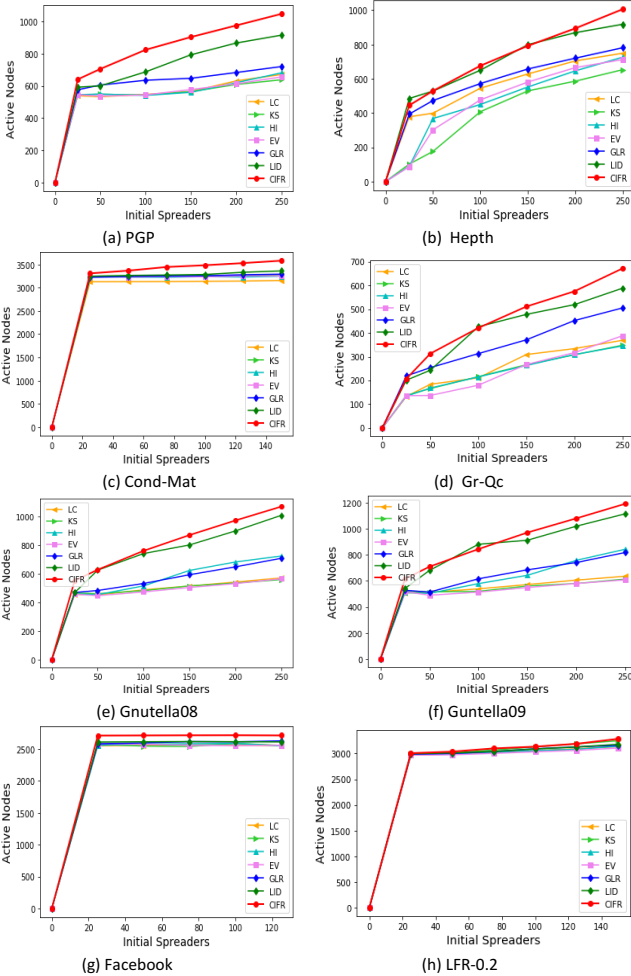 Active Nodes
1000
800
600
400
200
0
LC
KS
HI
EV
GLR
LID
CIFR
0 50 100 150 200 250
Initial Spreaders
(a) PGP
Active Nodes
1000
800
600
400
200
0
LC
KS
HI
EV
GLR
LID
CIFR
0 50 100 150 200 250
Initial Spreaders
(b) Hepth
Active Nodes
3500
3000
2500
2000
1500
1000
500
0
LC
KS
HI
EV
GLR
LID
CIFR
0 20 40 60 80 100 120 140
Initial Spreaders
(c) Cond-Mat
Active Nodes
700
600
500
400
300
200
100
0
LC
KS
HI
EV
GLR
LID
CIFR
0 50 100 150 200 250
Initial Spreaders
(d) Gr-Qc
Active Nodes
1000
800
600
400
200
0
LC
KS
HI
EV
GLR
LID
CIFR
0 50 100 150 200 250
Initial Spreaders
(e) Gnutella08
Active Nodes
1200
1000
800
600
400
200
0
LC
KS
HI
EV
GLR
LID
CIFR
0 50 100 150 200 250
Initial Spreaders
(f) Guntella09
Active Nodes
2500
2000
1500
1000
500
0
LC
KS
HI
EV
GLR
LID
CIFR
0 20 40 60 80 100 120
Initial Spreaders
(g) Facebook
Active Nodes
3000
2500
2000
1500
1000
500
0
LC
KS
HI
EV
GLR
LID
CIFR
0 20 40 60 80 100 120 140
Initial Spreaders
(h) LFR-0.2